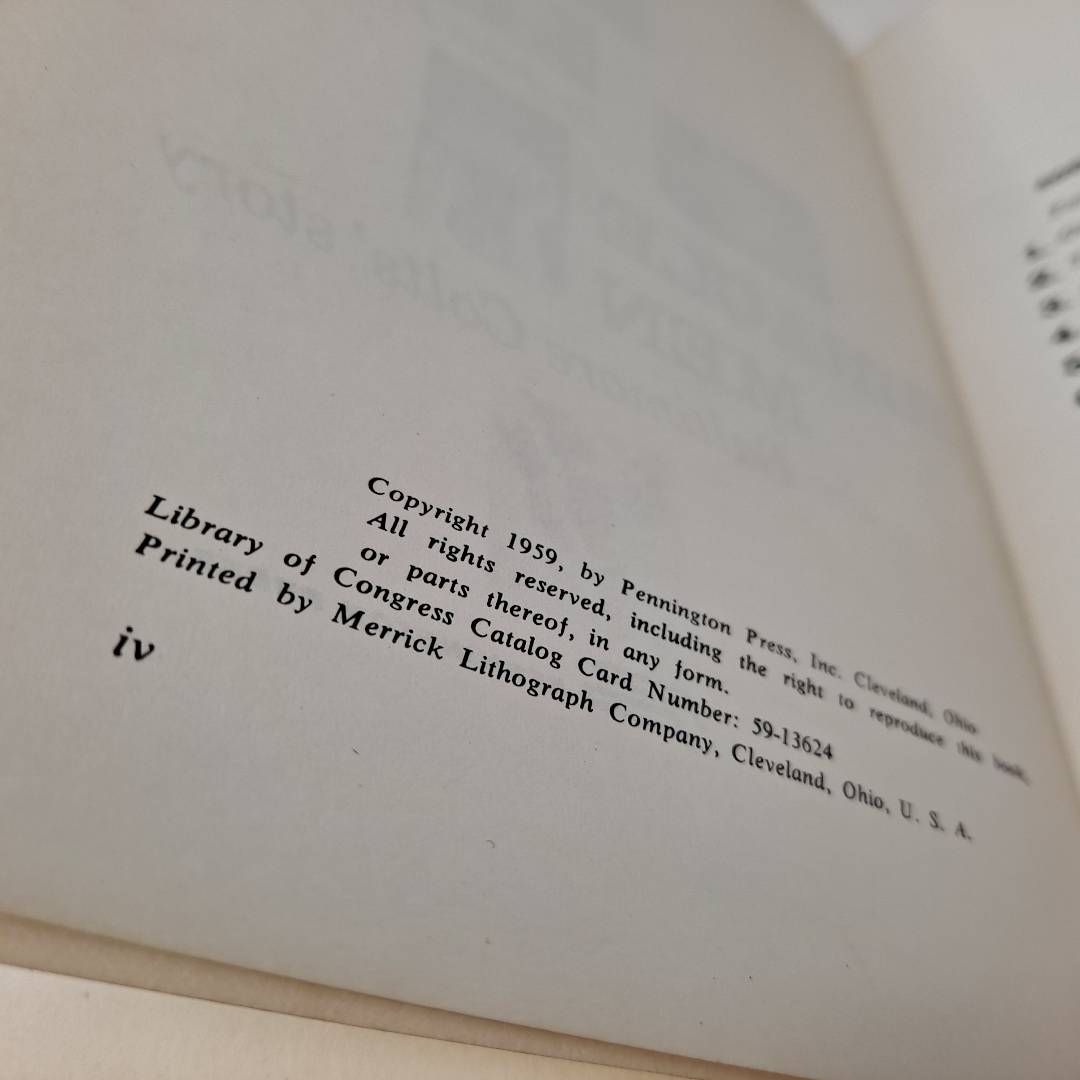 Copyright 1959, by Pennington Press, Inc. Cleveland, Ohio
All rights reserved, including the right to reproduce this book,
or parts thereof, in any form.
Library of Congress Catalog Card Number: 59-13624
Printed by Merrick Lithograph Company, Cleveland, Ohio, U. S. A.
iv